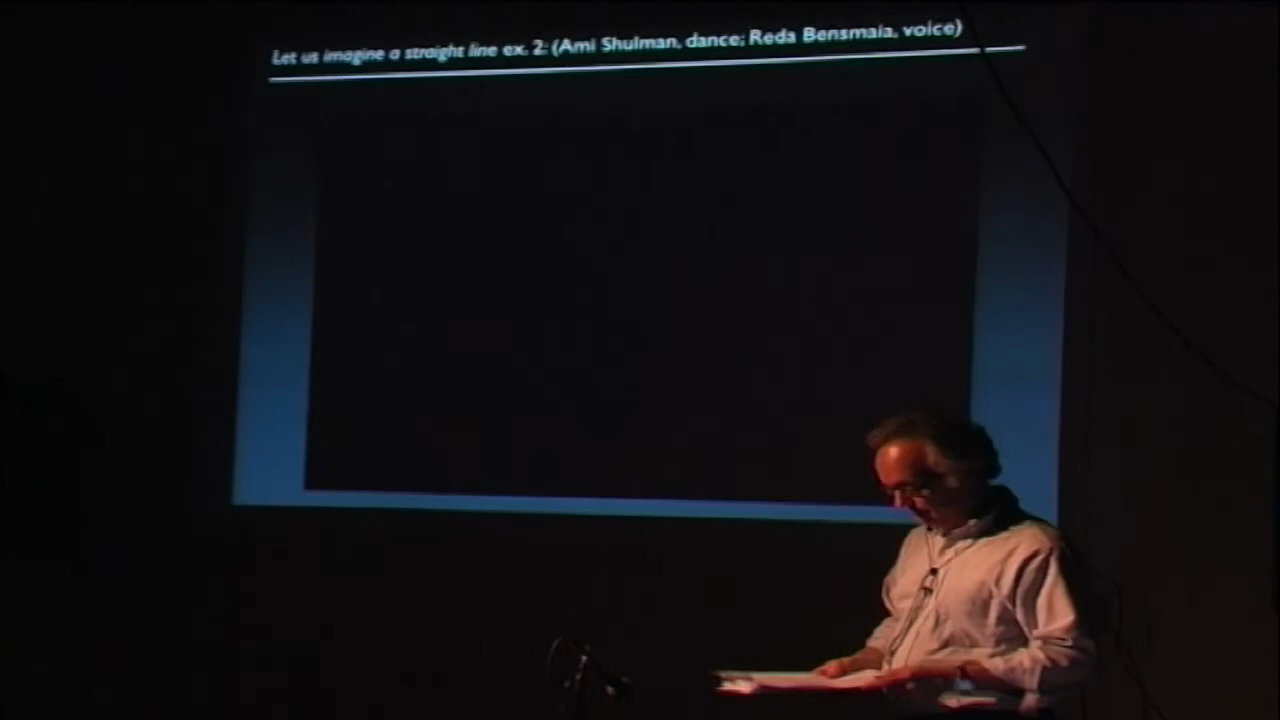 Let us imagine a straight line ex. 2: (Ami Shulman, dance; Reda Bensmaia, voice)